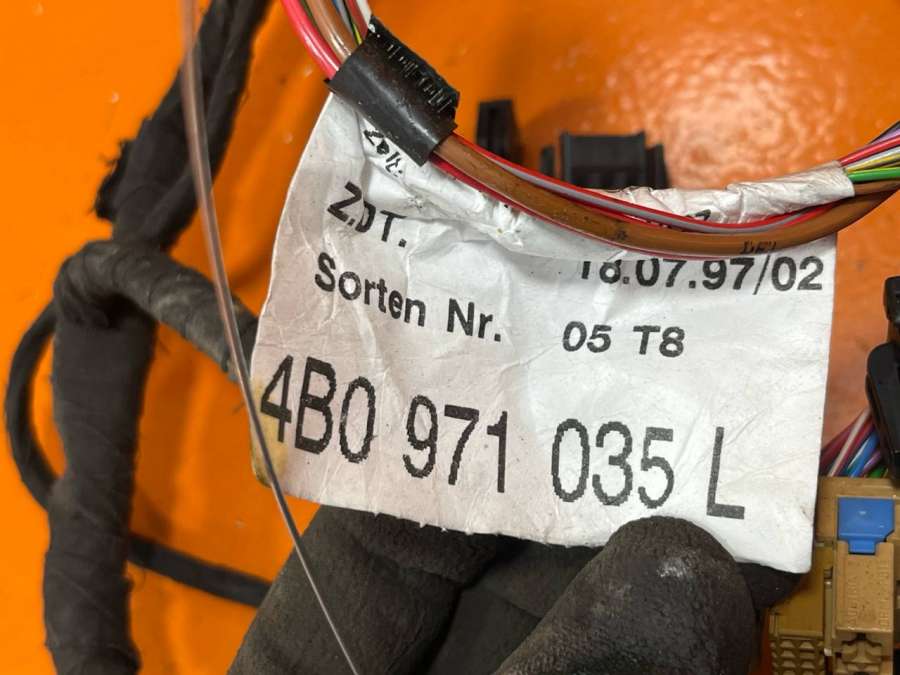 Z.DT.
18.07.97/02
Sorten Nr.
05 T8
4B0 971 035 L